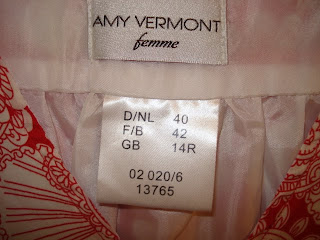 AMY VERMONT
femme
D/NL 40
F/B 42
GB 14R
02 020/6
13765